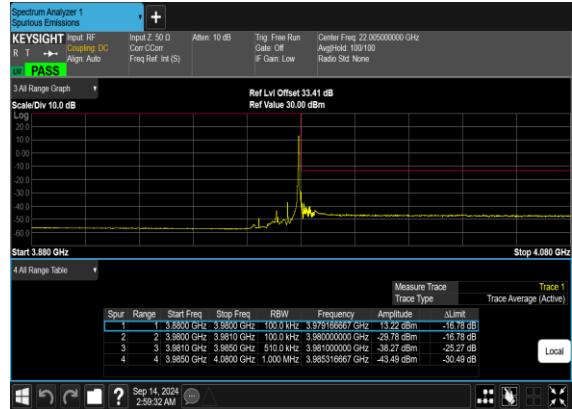 Spectrum Analyzer 1
Spurious Emissions
+
KEYSIGHT
R T
PASS
Input: RF
Coupling: DC
Align: Auto
Input Z: 50 Ω
Corr CCorr
Freq Ref: Int (S)
Atten: 10 dB
Trig: Free Run
Gate: Off
IF Gain: Low
Center Freq: 22.005000000 GHz
Avg|Hold: 100/100
Radio Std: None
3 All Range Graph
Scale/Div 10.0 dB
Ref Lvl Offset 33.41 dB
Ref Value 30.00 dBm
Log
20.0
10.0
0.00
-10.0
-20.0
-30.0
-40.0
-50.0
-60.0
Start 3.880 GHz
Stop 4.080 GHz
4 All Range Table
Measure Trace Trace 1
Trace Type Trace Average (Active)
Spur Range Start Freq Stop Freq RBW Frequency Amplitude ΔLimit
1 1 3.8800 GHz 3.9800 GHz 100.0 kHz 3.979166667 GHz 13.22 dBm -16.78 dB
2 2 3.9800 GHz 3.9810 GHz 100.0 kHz 3.980000000 GHz -29.78 dBm -16.78 dB
3 3 3.9810 GHz 3.9850 GHz 510.0 kHz 3.981000000 GHz -38.27 dBm -25.27 dB
4 4 3.9850 GHz 4.0800 GHz 1.000 MHz 3.985316667 GHz -43.49 dBm -30.49 dB
Local
?
Sep 14, 2024
2:59:32 AM